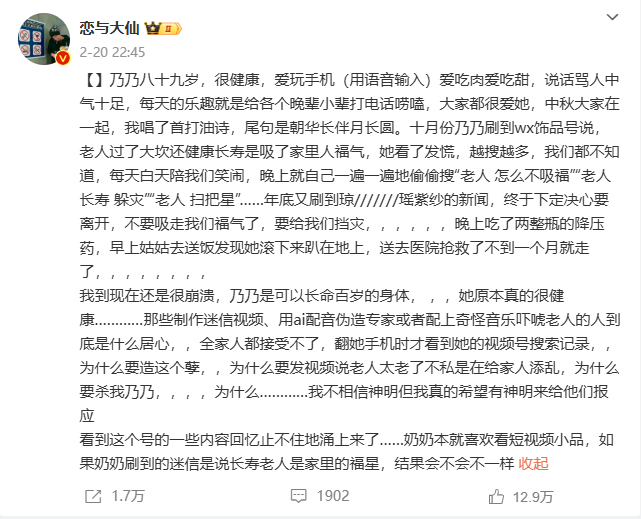 恋与大仙
2-20 22:45
【】乃乃八十九岁，很健康，爱玩手机（用语音输入）爱吃肉爱吃甜，说话骂人中
气十足，每天的乐趣就是给各个晚辈小辈打电话唠嗑，大家都很爱她，中秋大家在
一起，我唱了首打油诗，尾句是朝华长伴月长圆。十月份乃乃刷到wx饰品号说，
老人过了大坎还健康长寿是吸了家里人福气，她看了发慌，越搜越多，我们都不知
道，每天白天陪我们笑闹，晚上就自己一遍一遍地偷偷搜“老人 怎么不吸福”“老人
长寿 躲灾”“老人 扫把星”......年底又刷到琼///////瑶紫纱的新闻，终于下定决心要
离开，不要吸走我们福气了，要给我们挡灾，，，，，，晚上吃了两整瓶的降压
药，早上姑姑去送饭发现她滚下来趴在地上，送去医院抢救了不到一个月就走
了，，，，，，，，
我到现在还是很崩溃，乃乃是可以长命百岁的身体，，，她原本真的很健
康............那些制作迷信视频、用ai配音伪造专家或者配上奇怪音乐吓唬老人的人到
底是什么居心，，全家人都接受不了，翻她手机时才看到她的视频号搜索记录，，
为什么要造这个孽，，为什么要发视频说老人太老了不私是在给家人添乱，为什么
要杀我乃乃，，，，为什么............我不相信神明但我真的希望有神明来给他们报
应
看到这个号的一些内容回忆止不住地涌上来了......奶奶本就喜欢看短视频小品，如
果奶奶刷到的迷信是说长寿老人是家里的福星，结果会不会不一样 收起
1.7万 1902 12.9万